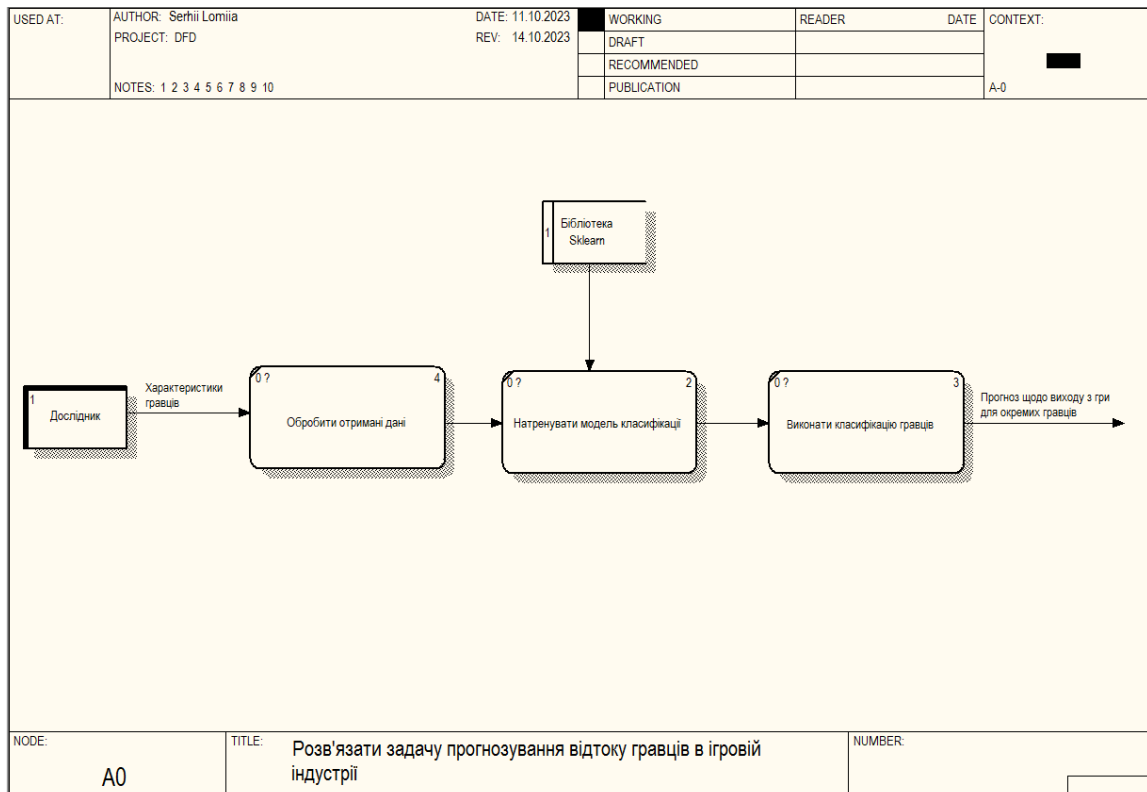 USED AT:
AUTHOR: Serhii Lomiia
DATE: 11.10.2023
PROJECT: DFD
REV: 14.10.2023
NOTES: 1 2 3 4 5 6 7 8 9 10
WORKING
DRAFT
RECOMMENDED
PUBLICATION
READER
DATE
CONTEXT:
A-0
1
Бібліотека
Sklearn
1
Дослідник
Характеристики
гравців
0 ?
4
Обробити отримані дані
0 ?
2
Натренувати модель класифікації
0 ?
3
Виконати класифікацію гравців
Прогноз щодо виходу з гри
для окремих гравців
NODE:
A0
TITLE:
Розв'язати задачу прогнозування відтоку гравців в ігровій
індустрії
NUMBER: